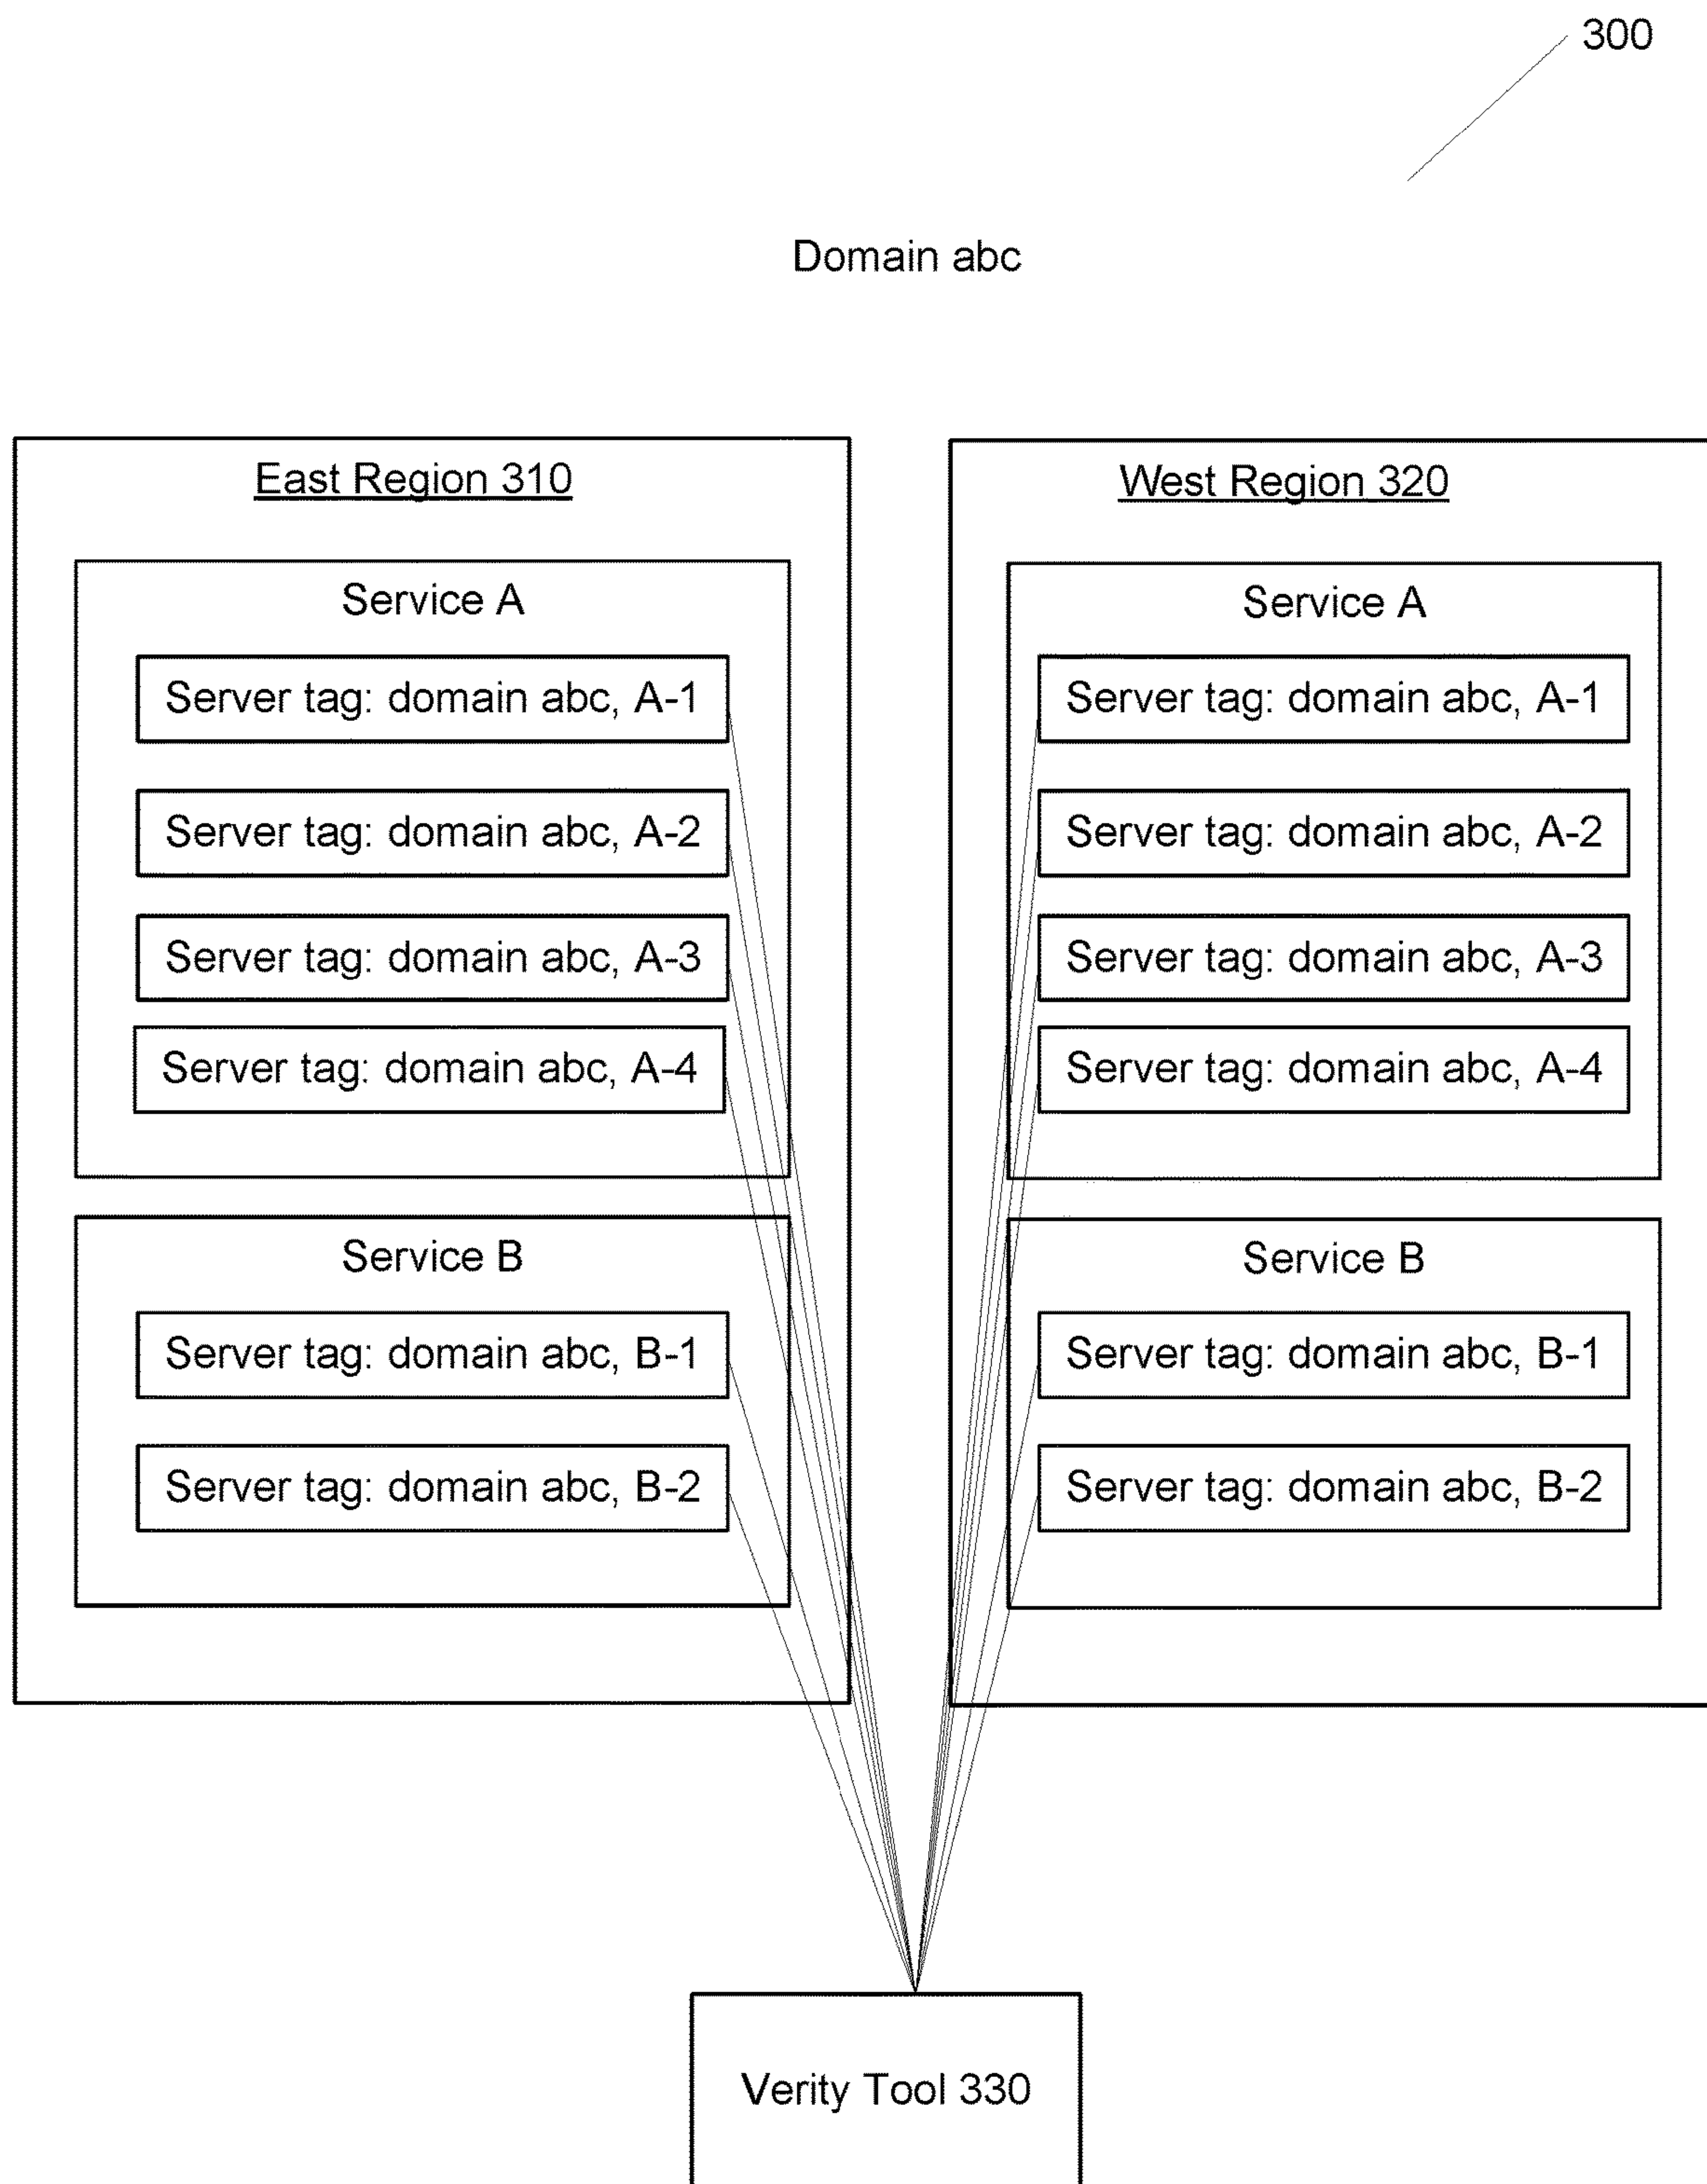 300
Domain abc
East Region 310
Service A
Server tag: domain abc, A-1
Server tag: domain abc, A-2
Server tag: domain abc, A-3
Server tag: domain abc, A-4
Service B
Server tag: domain abc, B-1
Server tag: domain abc, B-2
West Region 320
Service A
Server tag: domain abc, A-1
Server tag: domain abc, A-2
Server tag: domain abc, A-3
Server tag: domain abc, A-4
Service B
Server tag: domain abc, B-1
Server tag: domain abc, B-2
Verity Tool 330